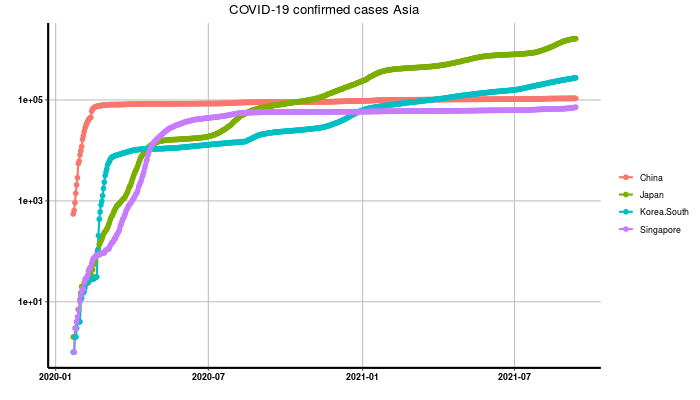 COVID-19 confirmed cases Asia
1e+05
1e+03
1e+01
2020-01
2020-07
2021-01
2021-07
China
Japan
Korea.South
Singapore